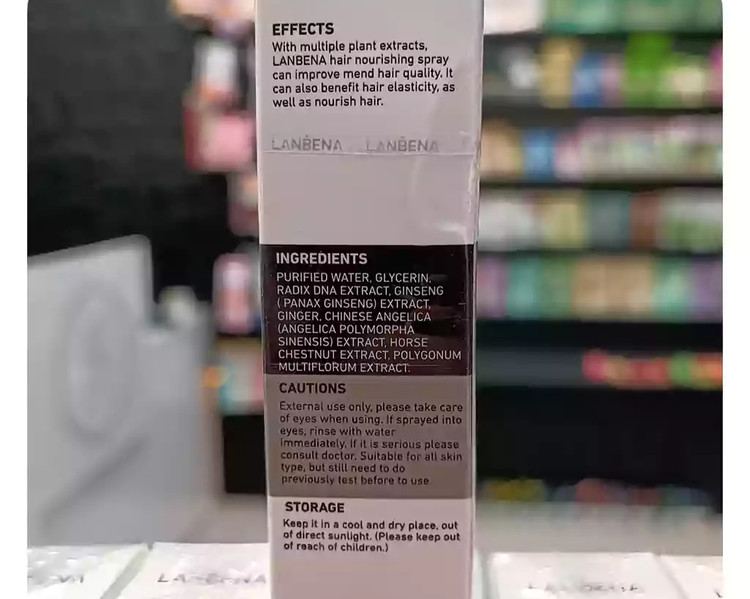 EFFECTS
With multiple plant extracts,
LANBENA hair nourishing spray
can improve mend hair quality. It
can also benefit hair elasticity, as
well as nourish hair.
LANBENA LANBENA
INGREDIENTS
PURIFIED WATER, GLYCERIN,
RADIX DNA EXTRACT, GINSENG
( PANAX GINSENG) EXTRACT,
GINGER, CHINESE ANGELICA
(ANGELICA POLYMORPHA
SINENSIS) EXTRACT, HORSE
CHESTNUT EXTRACT, POLYGONUM
MULTIFLORUM EXTRACT.
CAUTIONS
External use only, please take care
of eyes when using. If sprayed into
eyes, rinse with water
immediately. If it is serious please
consult doctor. Suitable for all skin
type, but still need to do
previously test before to use
STORAGE
Keep it in a cool and dry place, out
of direct sunlight. (Please keep out
of reach of children.)
LANBENA